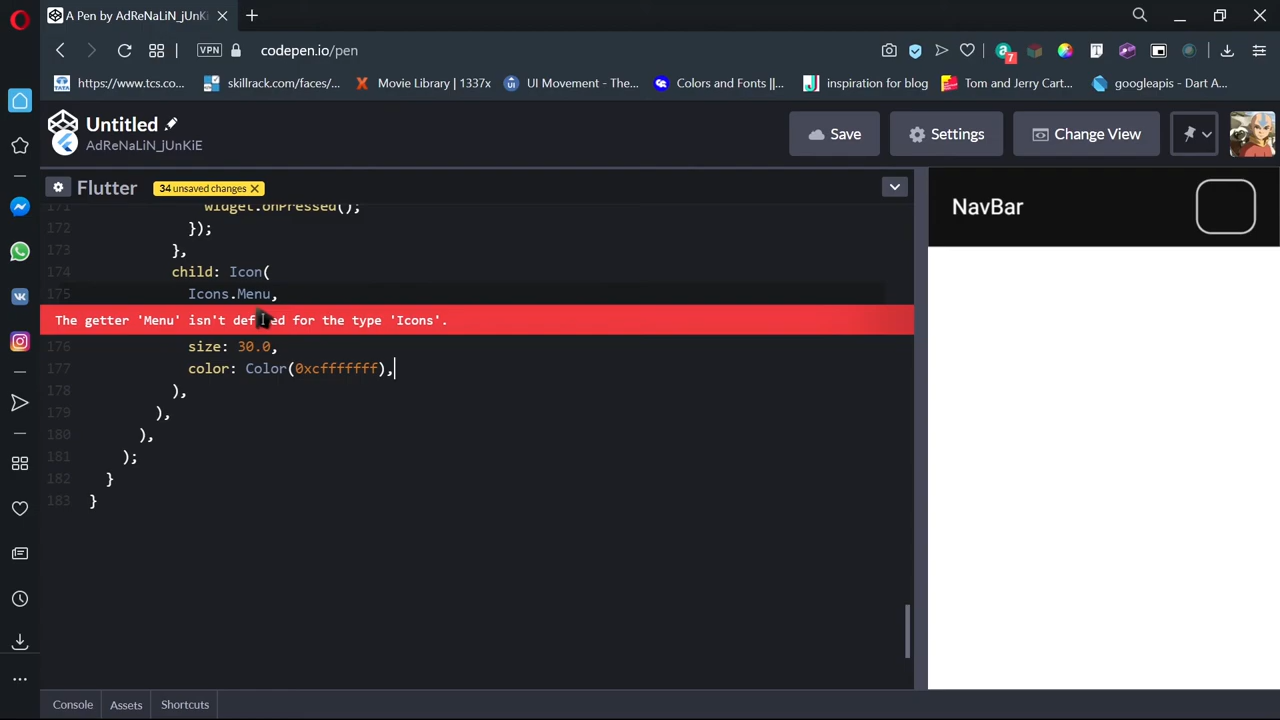 A Pen by AdReNaLiN_jUnKi
VPN
codepen.io/pen
7
TATA https://www.tcs.co... skillrack.com/faces/... Movie Library | 1337x UI Movement - The... Colors and Fonts ||... inspiration for blog Tom and Jerry Cart... googleapis - Dart A...
Untitled
AdReNaLiN_jUnKiE
Save
Settings
Change View
Flutter
34 unsaved changes ×
171 widget.onPressed();
172 });
173 },
174 child: Icon(
175 Icons.Menu,
The getter 'Menu' isn't defined for the type 'Icons'.
176 size: 30.0,
177 color: Color(0xcfffffff),
178 ),
179 ),
180 ),
181 );
182 }
183 }
NavBar
Console
Assets
Shortcuts